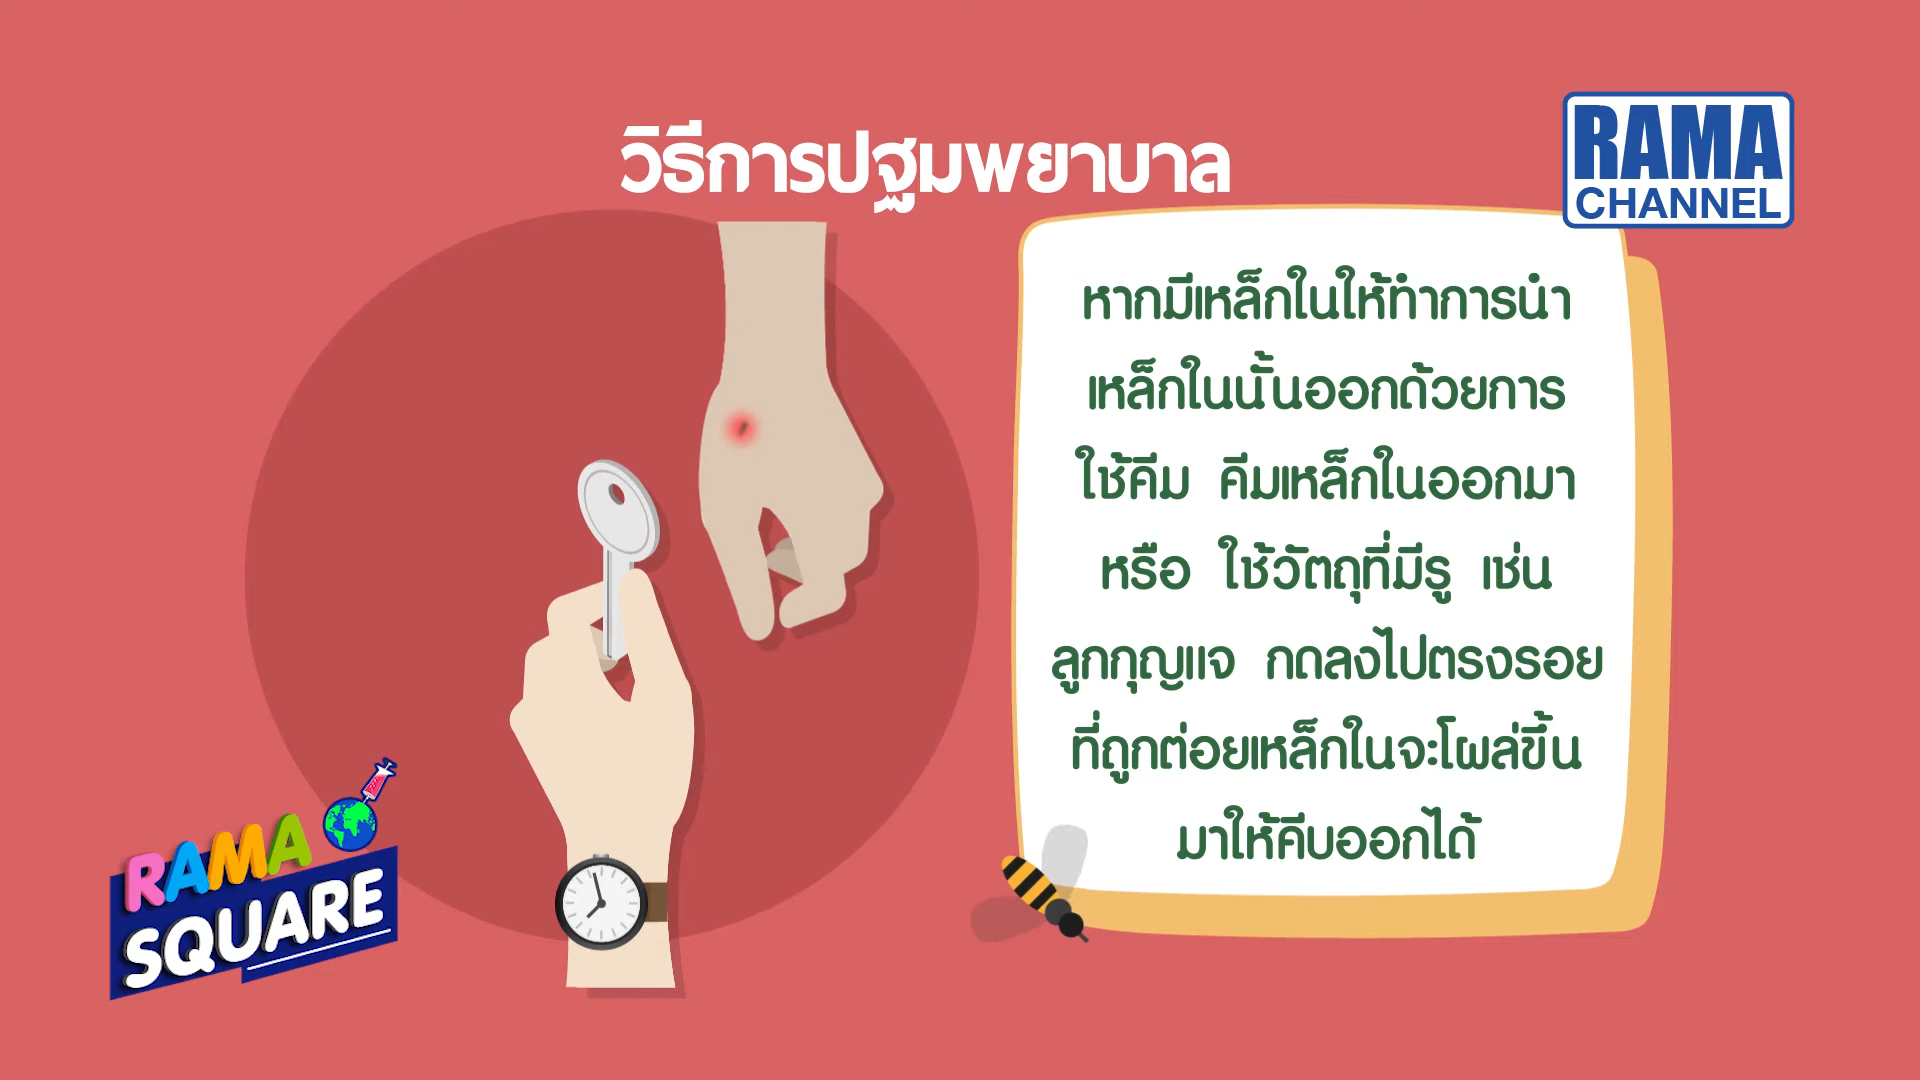 วิธีการปฐมพยาบาล
RAMA
CHANNEL
หากมีเหล็กในให้ทำการนำ
เหล็กในนั้นออกด้วยการ
ใช้คีม คีมเหล็กในออกมา
หรือ ใช้วัตถุที่มีรู เช่น
ลูกกุญแจ กดลงไปตรงรอย
ที่ถูกต่อยเหล็กในจะโผล่ขึ้น
มาให้คีบออกได้
RAMA
SQUARE